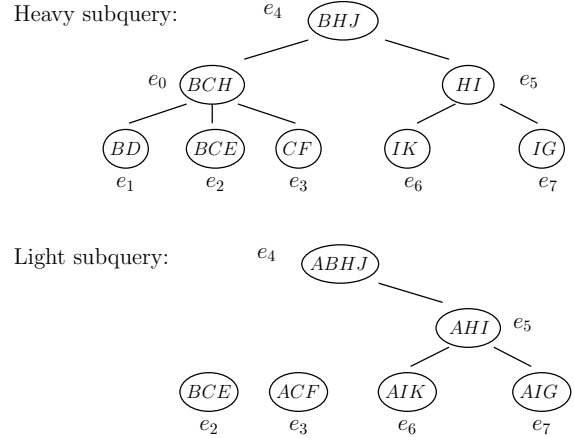 Heavy subquery:
e4 BHJ
e0 BCH HI e5
BD BCE CF IK IG
e1 e2 e3 e6 e7
Light subquery:
e4 ABHJ
AHI e5
BCE ACF AIK AIG
e2 e3 e6 e7